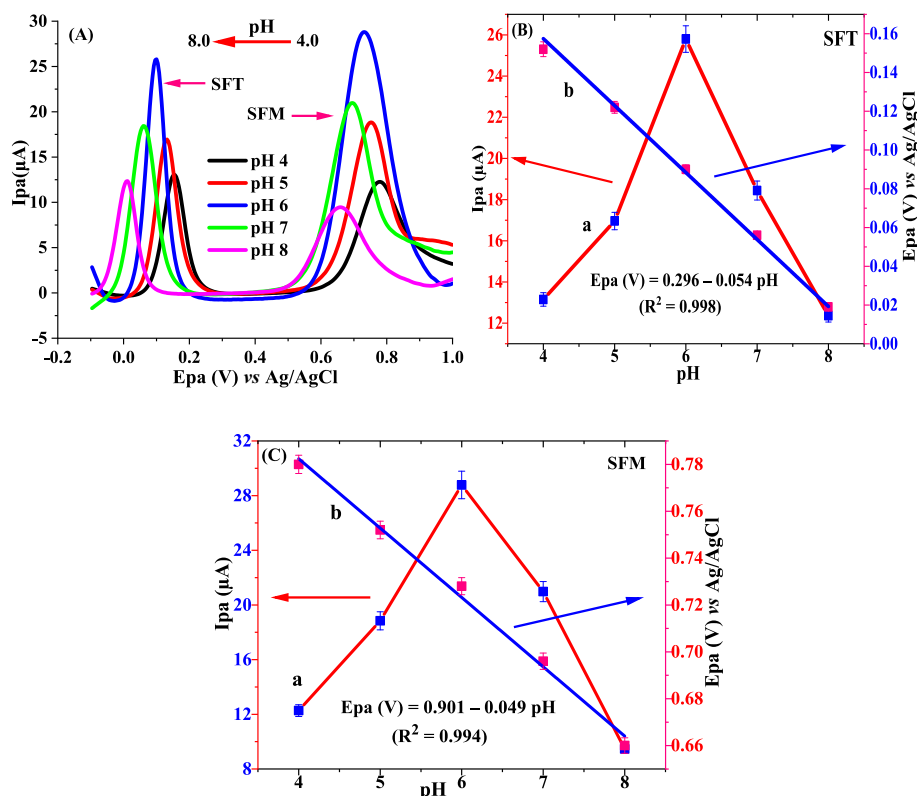 (A)
pH
8.0
4.0
SFT
SFM
pH 4
pH 5
pH 6
pH 7
pH 8
Ipa(µA)
30
25
20
15
10
5
0
−5
−0.2
0.0
0.2
0.4
0.6
0.8
1.0
Epa (V) vs Ag/AgCl
(B)
SFT
b
a
Ipa (µA)
26
24
22
20
18
16
14
12
Epa (V) = 0.296 – 0.054 pH
(R² = 0.998)
4
5
6
7
8
pH
0.16
0.12
0.10
0.08
0.06
0.04
0.02
0.00
Epa (V) vs Ag/AgCl
(C)
SFM
b
a
Ipa (µA)
32
28
24
20
16
12
8
Epa (V) = 0.901 – 0.049 pH
(R² = 0.994)
4
5
6
7
8
pH
0.78
0.76
0.74
0.72
0.70
0.68
0.66
Epa (V) vs Ag/AgCl